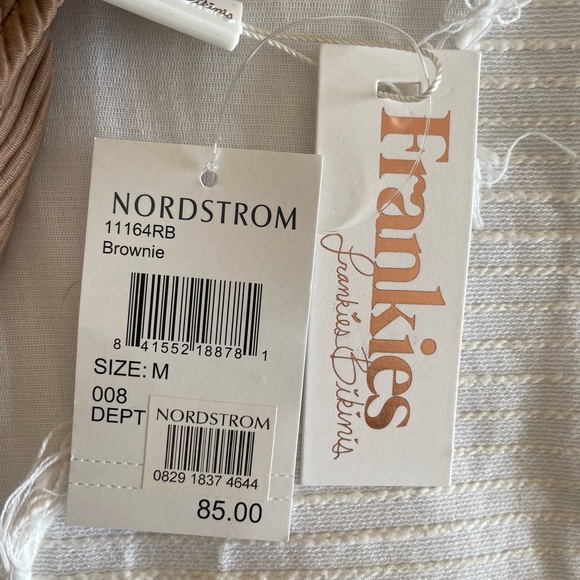 NORDSTROM
11164RB
Brownie
8 41552 18878 1
SIZE: M
008
DEPT
NORDSTROM
0829 1837 4644
85.00
Frankies
frankies Bikinis